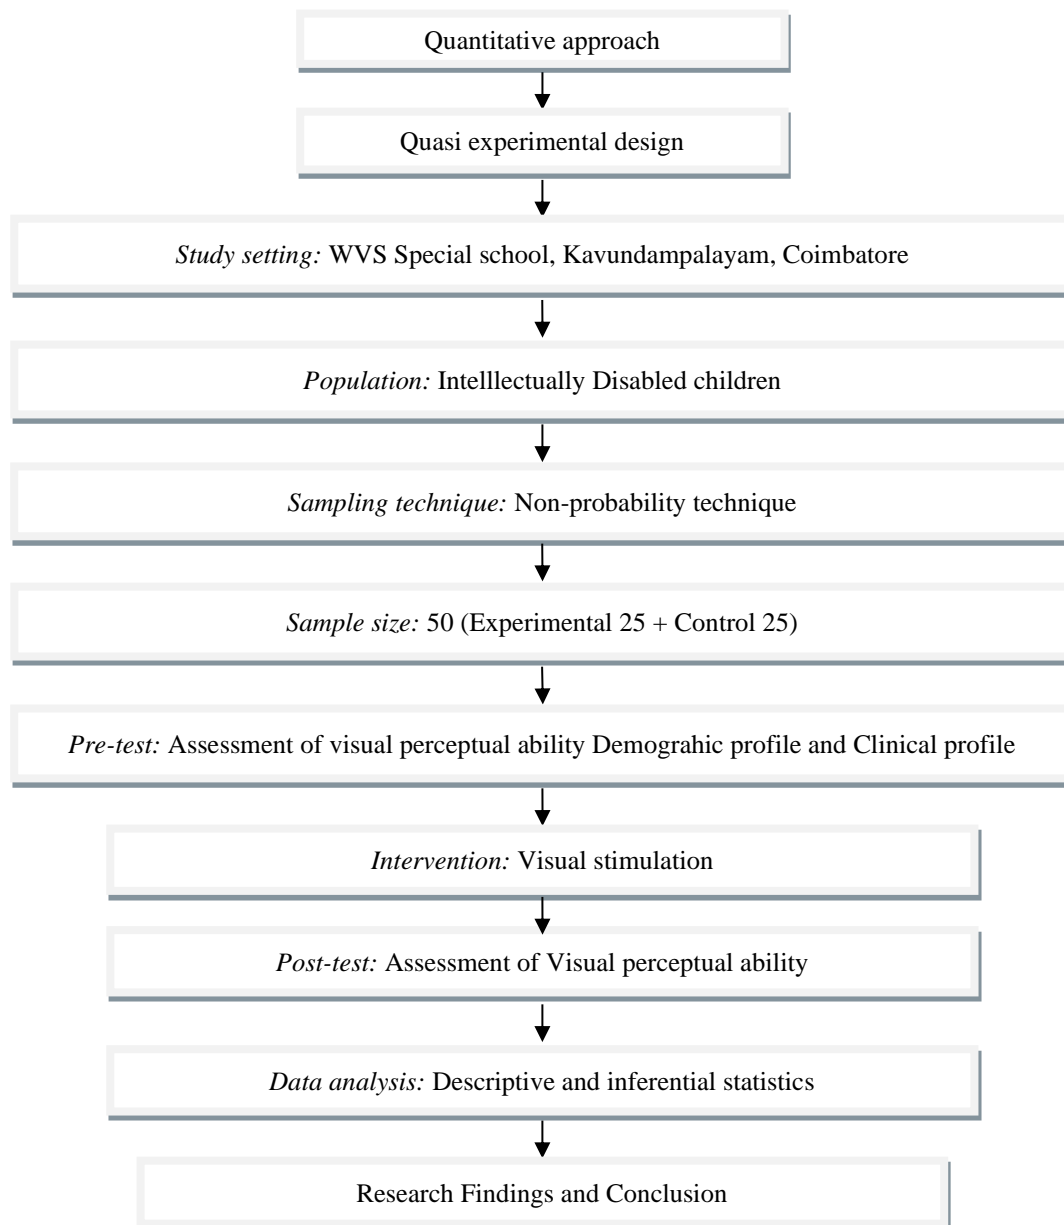 Quantitative approach
Quasi experimental design
Study setting: WVS Special school, Kavundampalayam, Coimbatore
Population: Intelllectually Disabled children
Sampling technique: Non-probability technique
Sample size: 50 (Experimental 25 + Control 25)
Pre-test: Assessment of visual perceptual ability Demograhic profile and Clinical profile
Intervention: Visual stimulation
Post-test: Assessment of Visual perceptual ability
Data analysis: Descriptive and inferential statistics
Research Findings and Conclusion